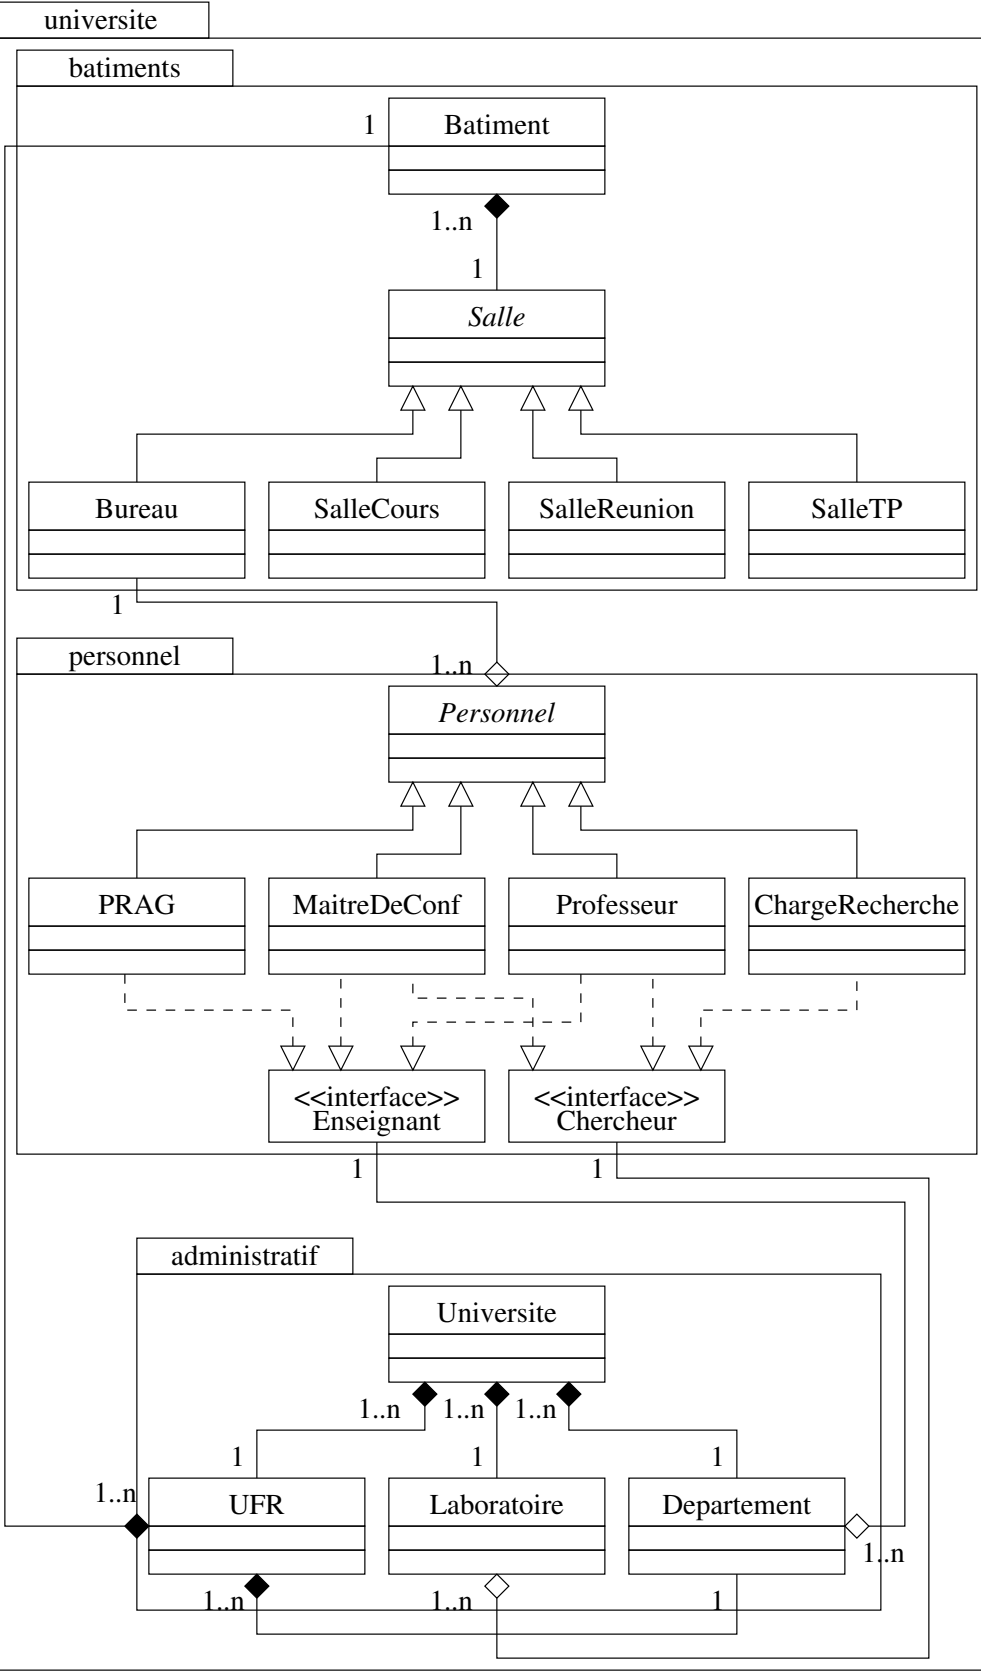 universite
batiments
1
Batiment
1..n
1
Salle
Bureau
SalleCours
SalleReunion
SalleTP
1
personnel
1..n
Personnel
PRAG
MaitreDeConf
Professeur
ChargeRecherche
<<interface>>
Enseignant
<<interface>>
Chercheur
1
1
administratif
Universite
1..n
1..n
1..n
1
1
1
1..n
UFR
Laboratoire
Departement
1..n
1..n
1..n
1